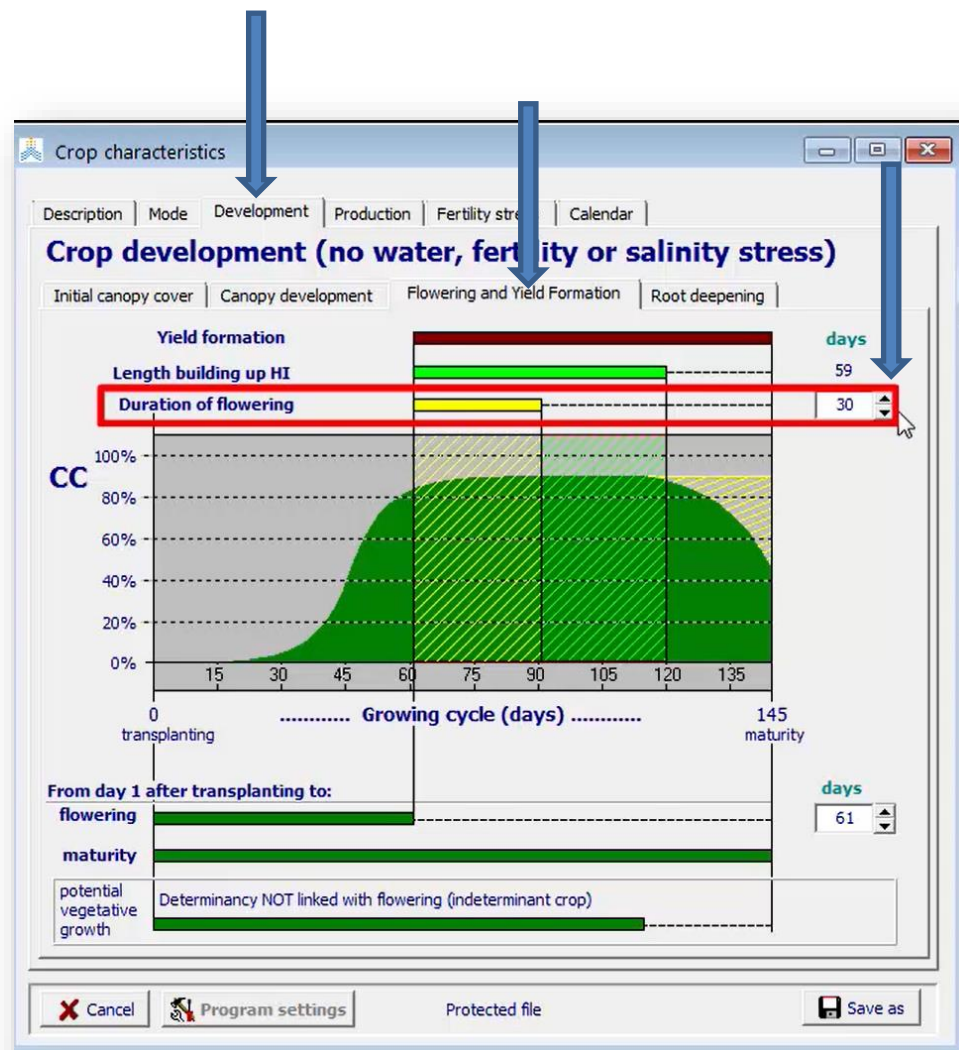 Crop characteristics
Description Mode Development Production Fertility Calendar
Crop development (no water, fertility or salinity stress)
Initial canopy cover Canopy development Flowering and Yield Formation Root deepening
Yield formation days
Length building up HI 59
Duration of flowering 30
CC
100%
80%
60%
40%
20%
0%
15 30 45 60 75 90 105 120 135
0 ............ Growing cycle (days) ............ 145
transplanting maturity
From day 1 after transplanting to: days
flowering 61
maturity
potential
vegetative
growth
Determinancy NOT linked with flowering (indeterminant crop)
Cancel Program settings Protected file Save as